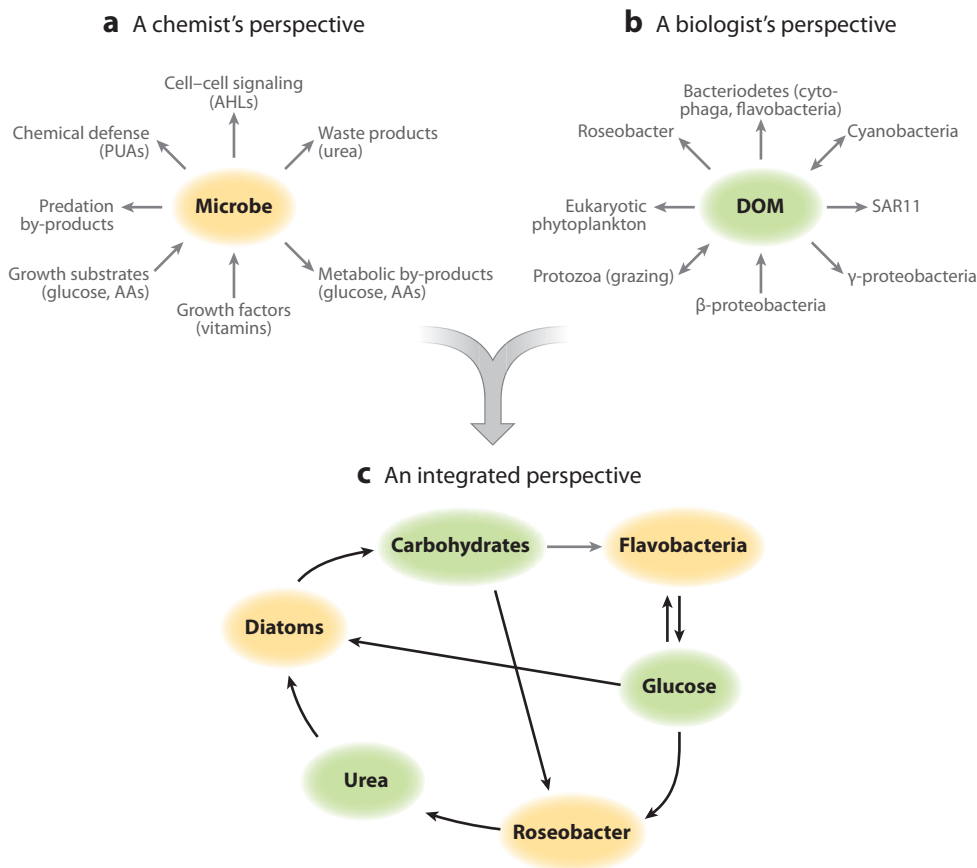 a A chemist's perspective
Cell–cell signaling
(AHLs)
Chemical defense
(PUAs)
Waste products
(urea)
Predation
by-products
Microbe
Growth substrates
(glucose, AAs)
Metabolic by-products
(glucose, AAs)
Growth factors
(vitamins)
b A biologist's perspective
Bacteriodetes (cyto-
phaga, flavobacteria)
Roseobacter
Cyanobacteria
Eukaryotic
phytoplankton
DOM
SAR11
Protozoa (grazing)
γ-proteobacteria
β-proteobacteria
c An integrated perspective
Carbohydrates
Flavobacteria
Diatoms
Glucose
Urea
Roseobacter